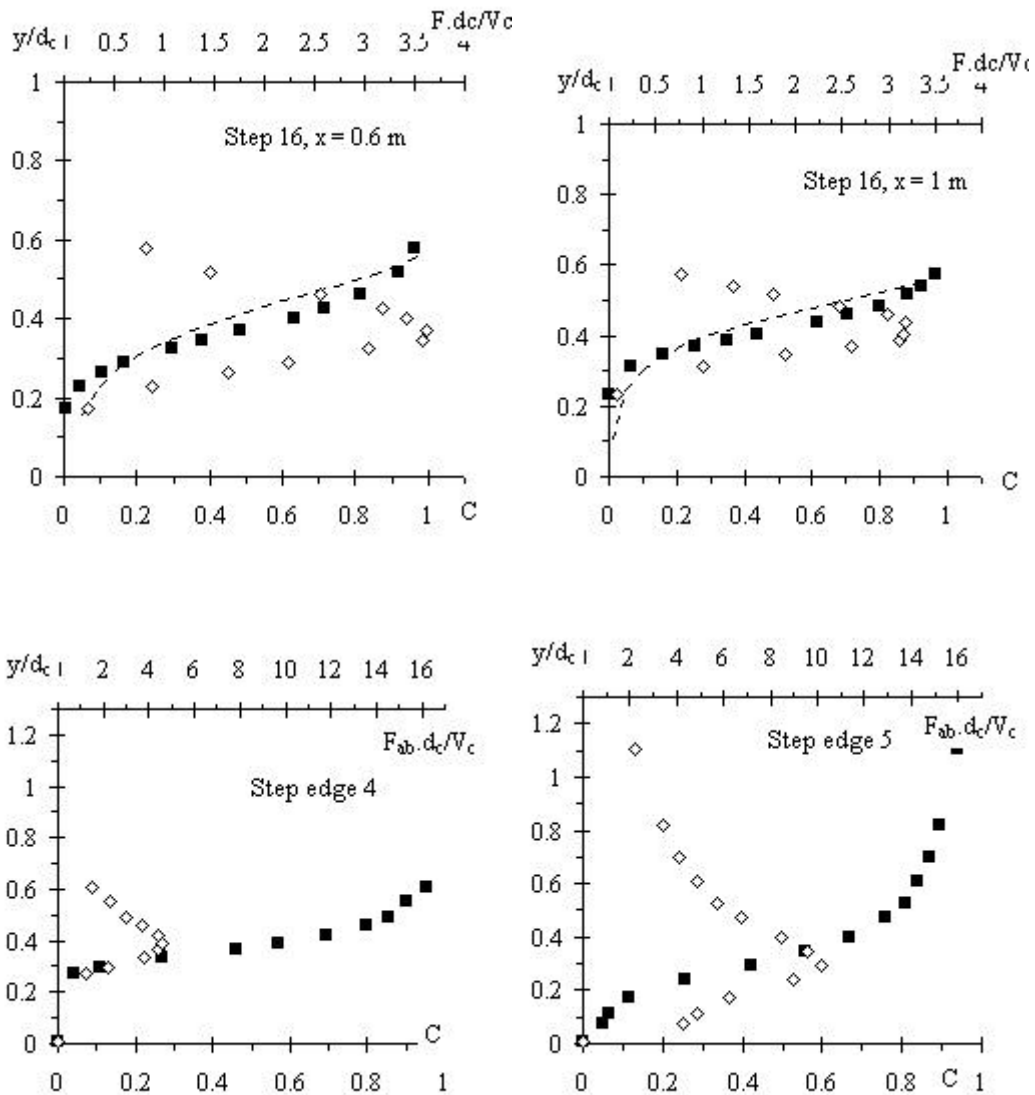 F.dc/Vc
y/dc 0.5 1 1.5 2 2.5 3 3.5 4
1
Step 16, x = 0.6 m
0.8
0.6
0.4
0.2
0
0 0.2 0.4 0.6 0.8 1 C
F.dc/Vc
y/dc 0.5 1 1.5 2 2.5 3 3.5 4
1
Step 16, x = 1 m
0.8
0.6
0.4
0.2
0
C
0 0.2 0.4 0.6 0.8 1
y/dc 2 4 6 8 10 12 14 16
1.2
Fab.dc/Vc
1
Step edge 4
0.8
0.6
0.4
0.2
0
C
0 0.2 0.4 0.6 0.8 1
y/dc 2 4 6 8 10 12 14 16
1.2
Fab.dc/Vc
Step edge 5
1
0.8
0.6
0.4
0.2
0
0 0.2 0.4 0.6 0.8 C 1